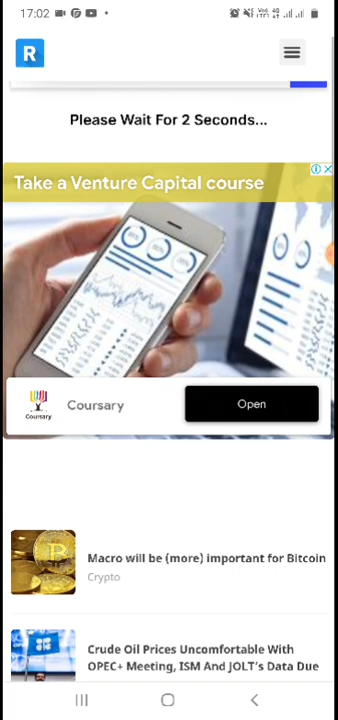 17:02
R
Please Wait For 2 Seconds...
Take a Venture Capital course
Coursary
Coursary
Open
Macro will be (more) important for Bitcoin
Crypto
Crude Oil Prices Uncomfortable With
OPEC+ Meeting, ISM And JOLT's Data Due